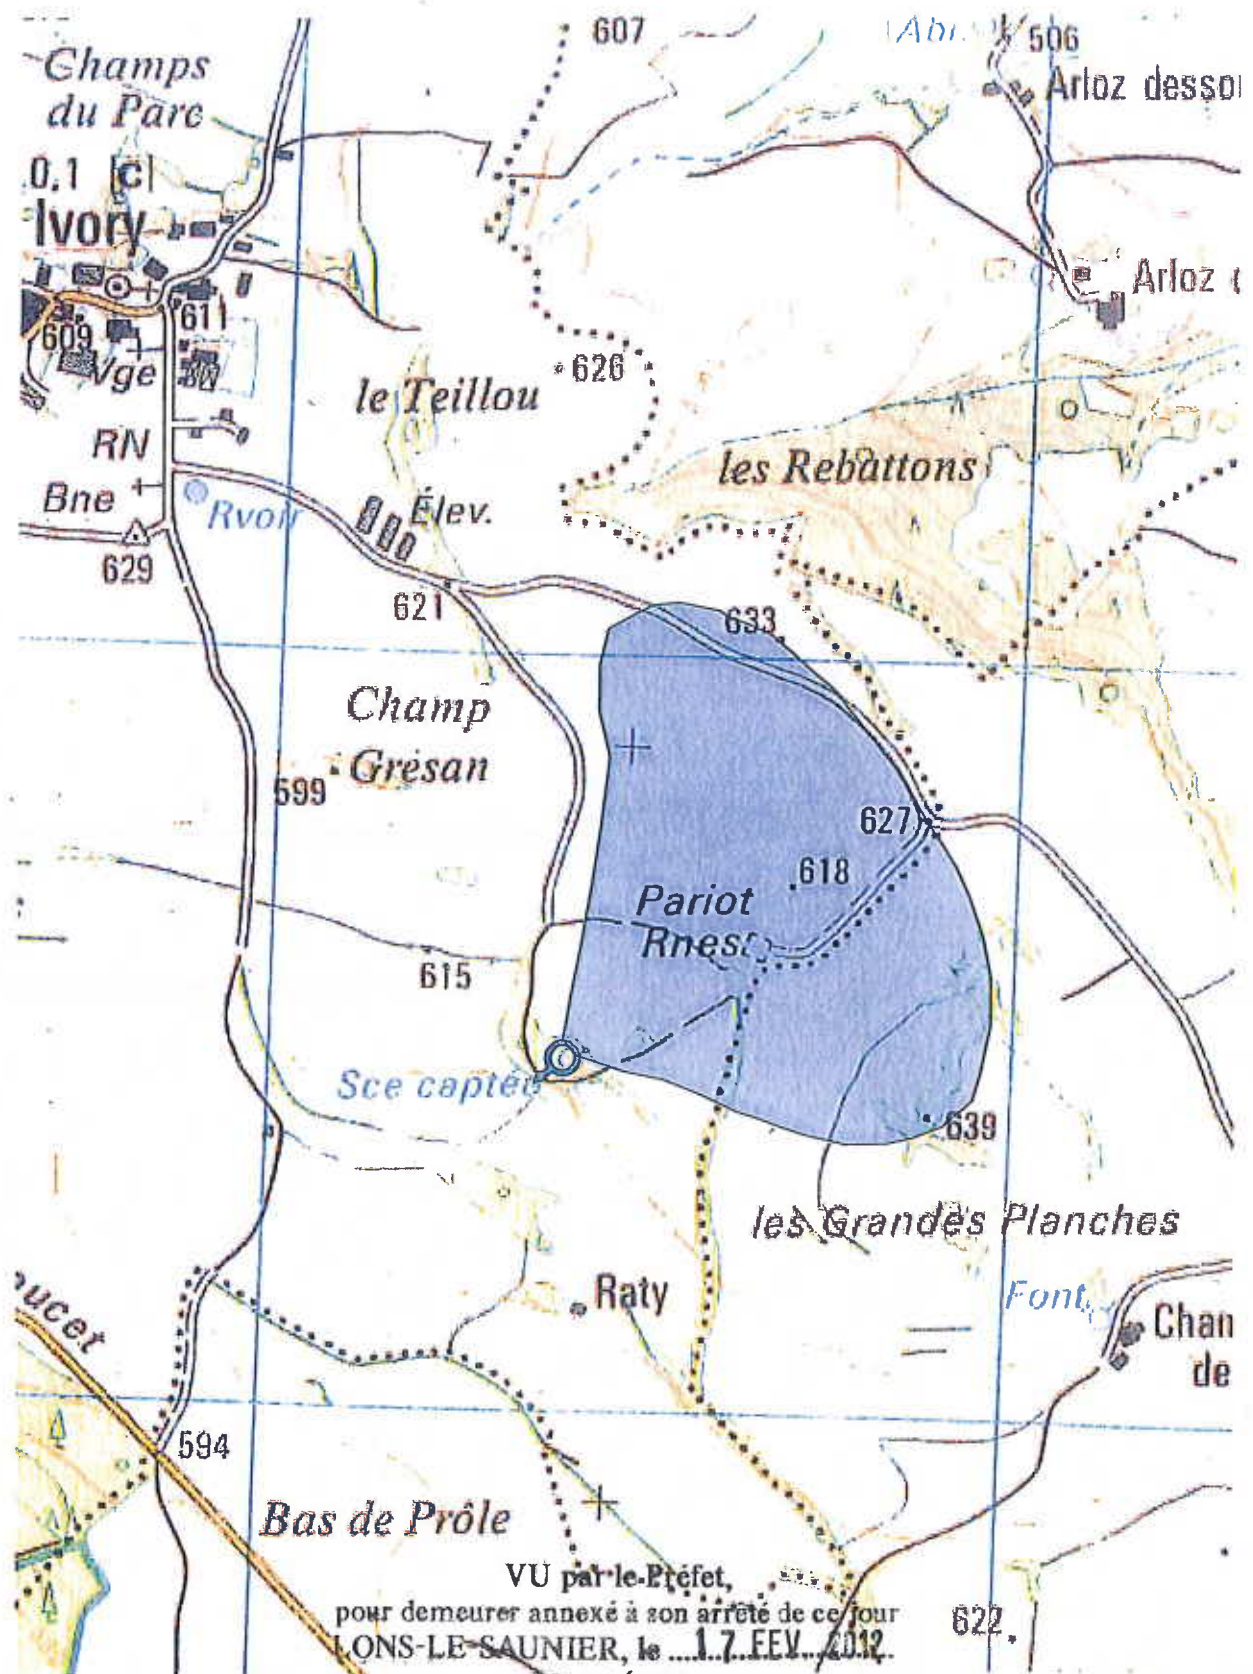 607
506
Champs
du Parc
Arloz
0.1 [C]
Ivory
Arloz
611
609
Vge
626
le Teillou
RN
les Rebattons
Bne
Rvoir
Élev.
629
621
633
Champ
Grésan
599
627
618
Pariot
Rnes
615
Sce captée
639
les Grandes Planches
Raty
Font.
Chan
de
594
Bas de Prôle
VU par le Préfet,
pour demeurer annexé à son arrêté de ce jour
LONS-LE-SAUNIER, le ....17. FEV. 2012
622